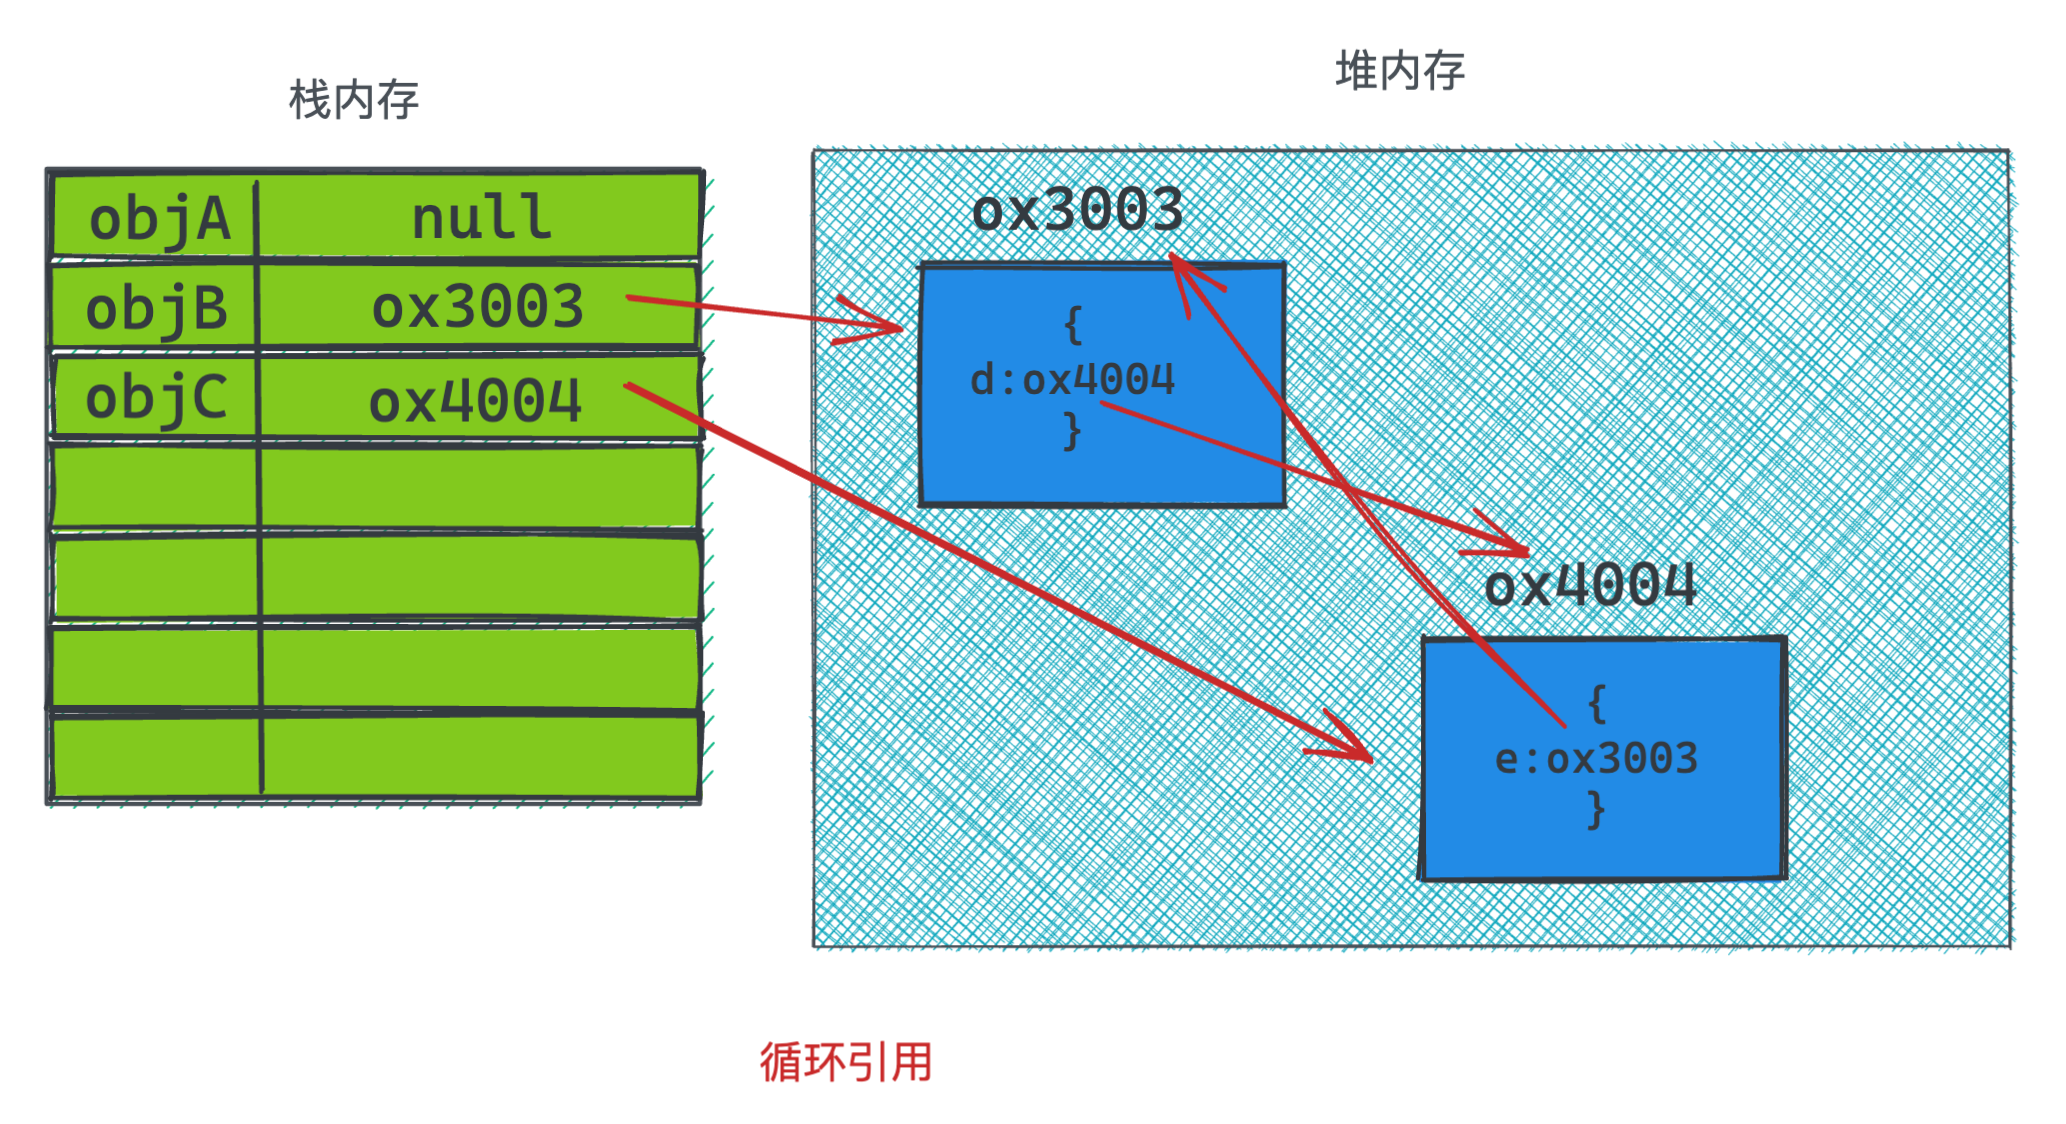 栈内存
堆内存
objA null
objB ox3003
objC ox4004
ox3003
{
d:ox4004
}
ox4004
{
e:ox3003
}
循环引用